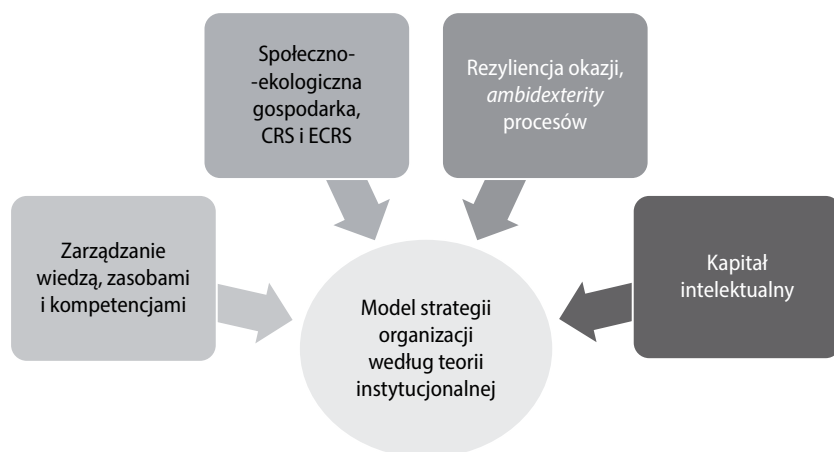 Społeczno-
-ekologiczna
gospodarka,
CRS i ECRS
Rezyliencja okazji,
ambidexterity
procesów
Zarządzanie
wiedzą, zasobami
i kompetencjami
Kapitał
intelektualny
Model strategii
organizacji
według teorii
instytucjonalnej